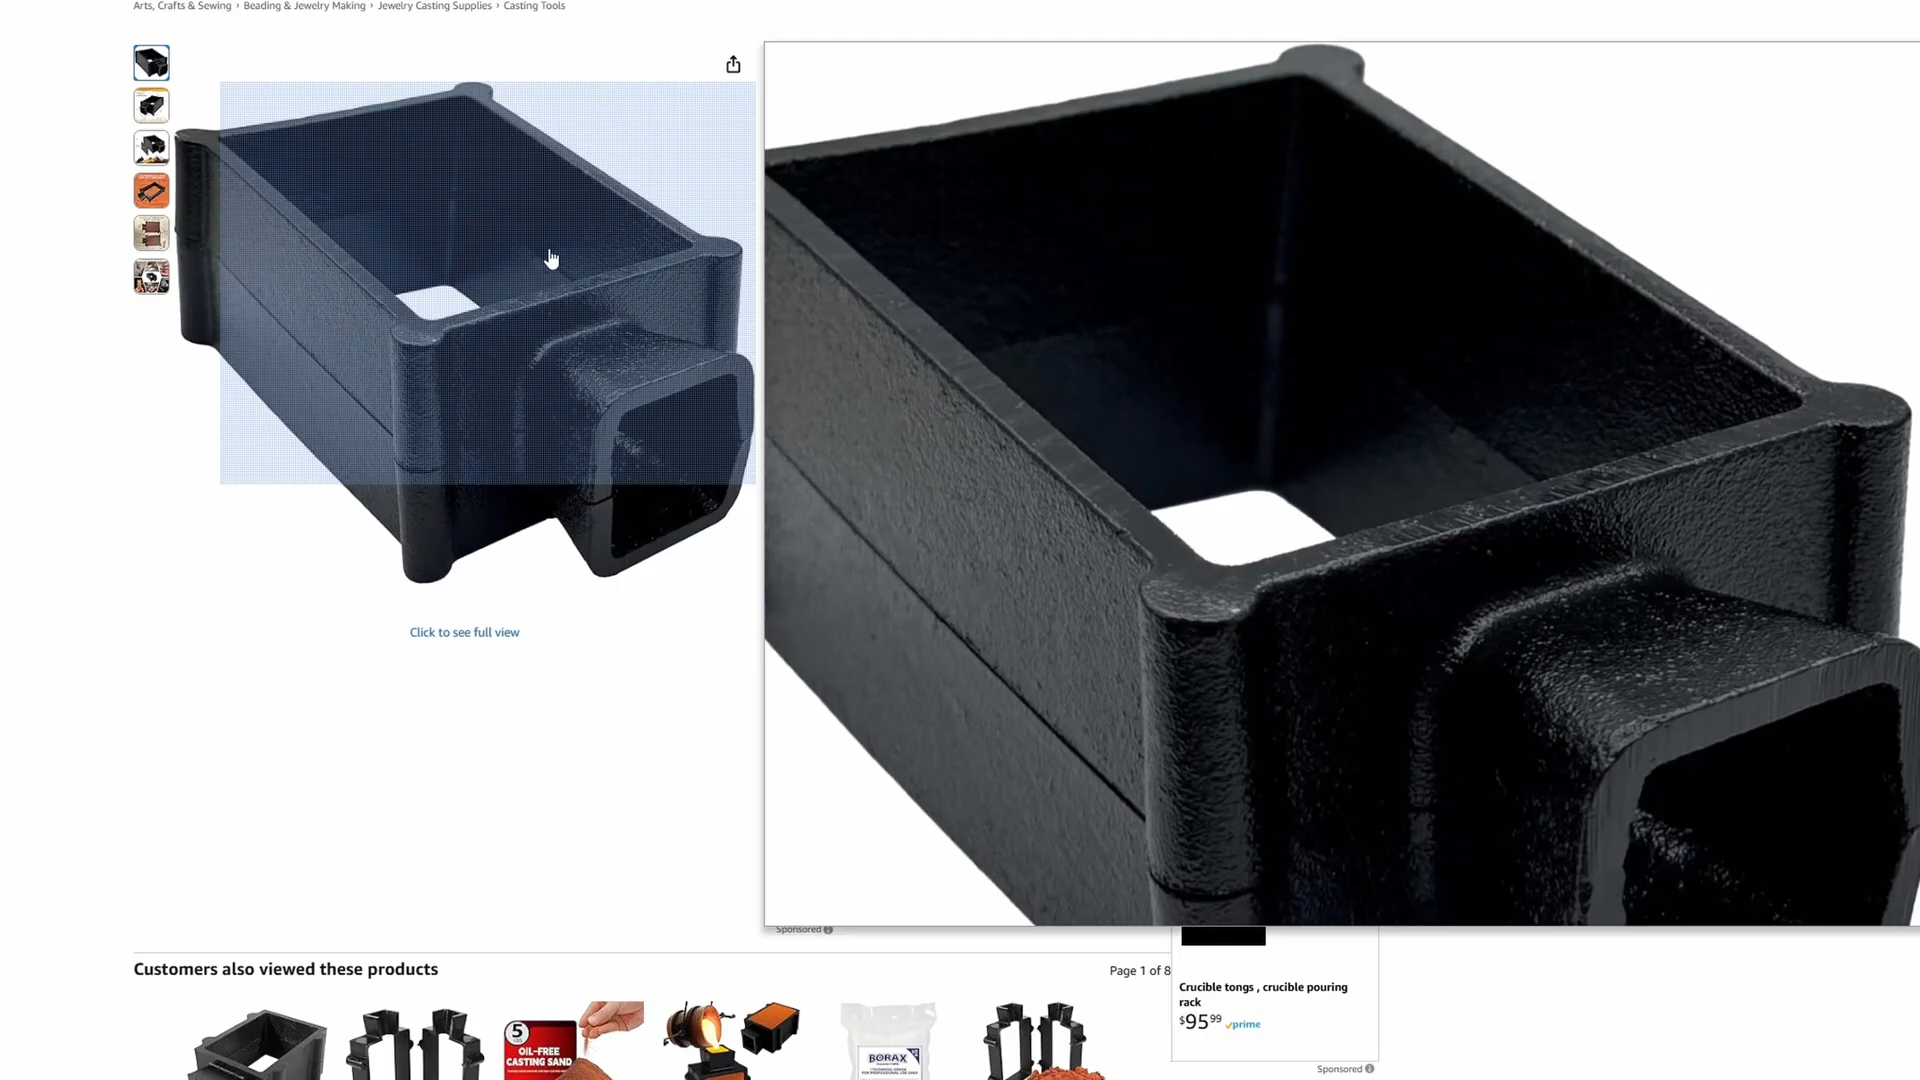 Arts, Crafts & Sewing › Beading & Jewelry Making › Jewelry Casting Supplies › Casting Tools
Click to see full view
Sponsored
Customers also viewed these products
Page 1 of 8
Crucible tongs , crucible pouring
rack
$95⁹⁹ prime
5
OIL-FREE
CASTING SAND
BORAX
Sponsored